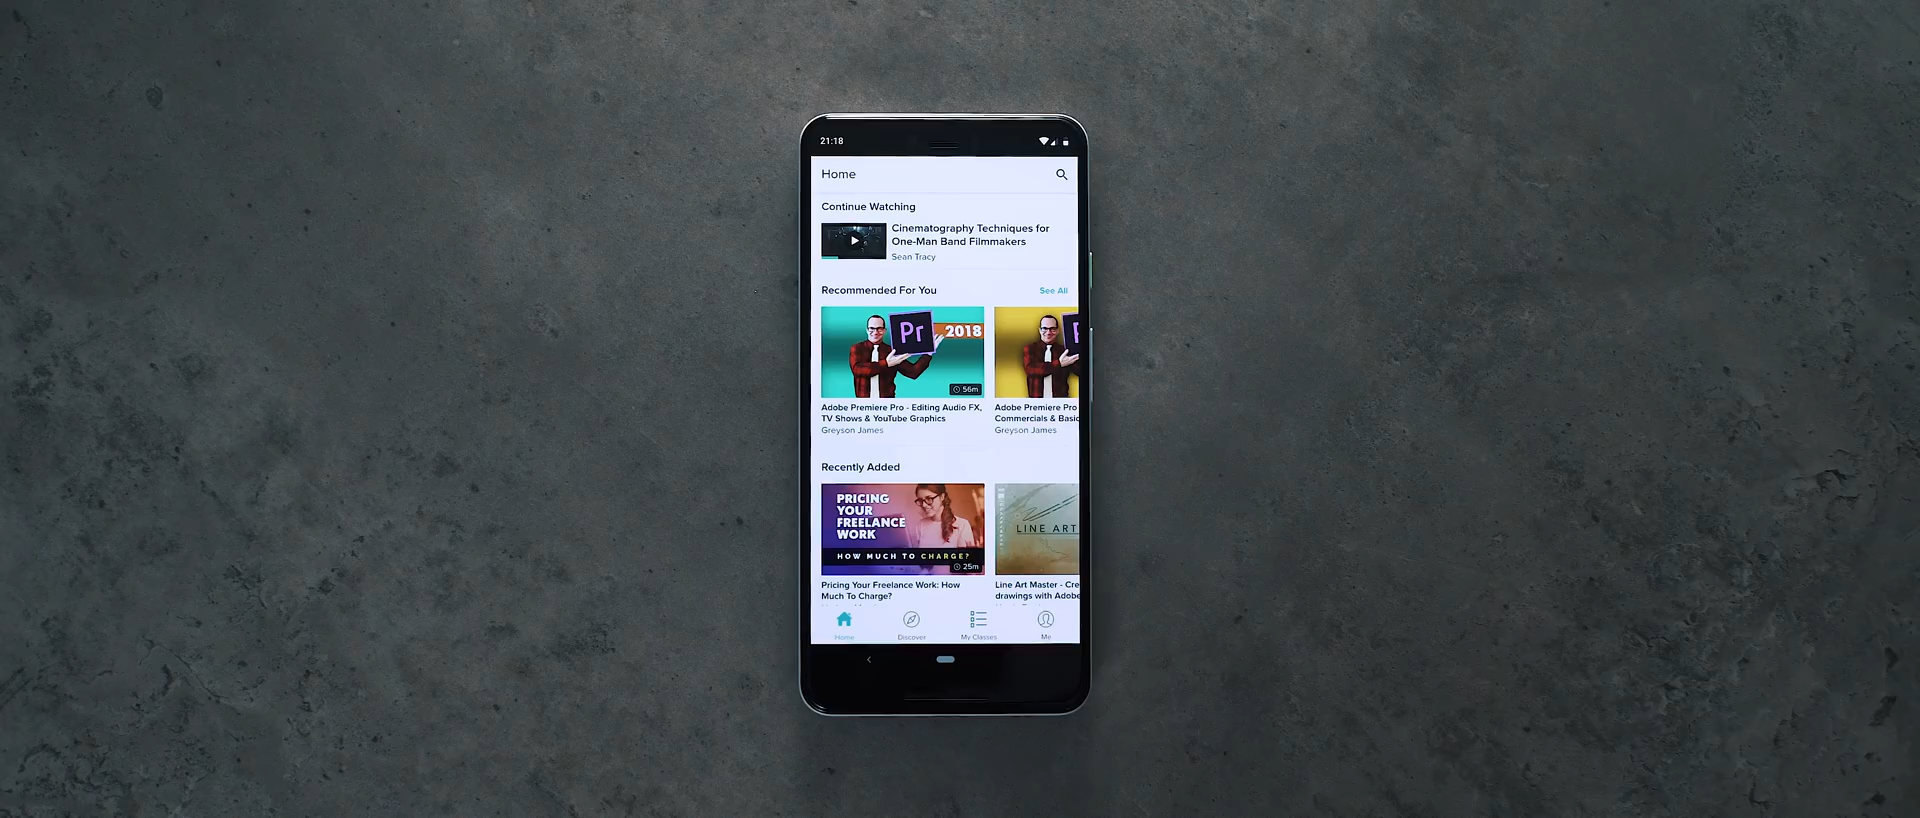 21:18
Home
Continue Watching
Cinematography Techniques for
One-Man Band Filmmakers
Sean Tracy
Recommended For You
See All
Pr
2018
56m
Adobe Premiere Pro - Editing Audio FX,
TV Shows & YouTube Graphics
Greyson James
Adobe Premiere Pro
Commercials &
Greyson James
Recently Added
PRICING
YOUR
FREELANCE
WORK
HOW MUCH TO CHARGE?
25m
LINE ART
Pricing Your Freelance Work: How
Much To Charge?
Line Art Master -
drawings with
Home
Discover
My Classes
Me